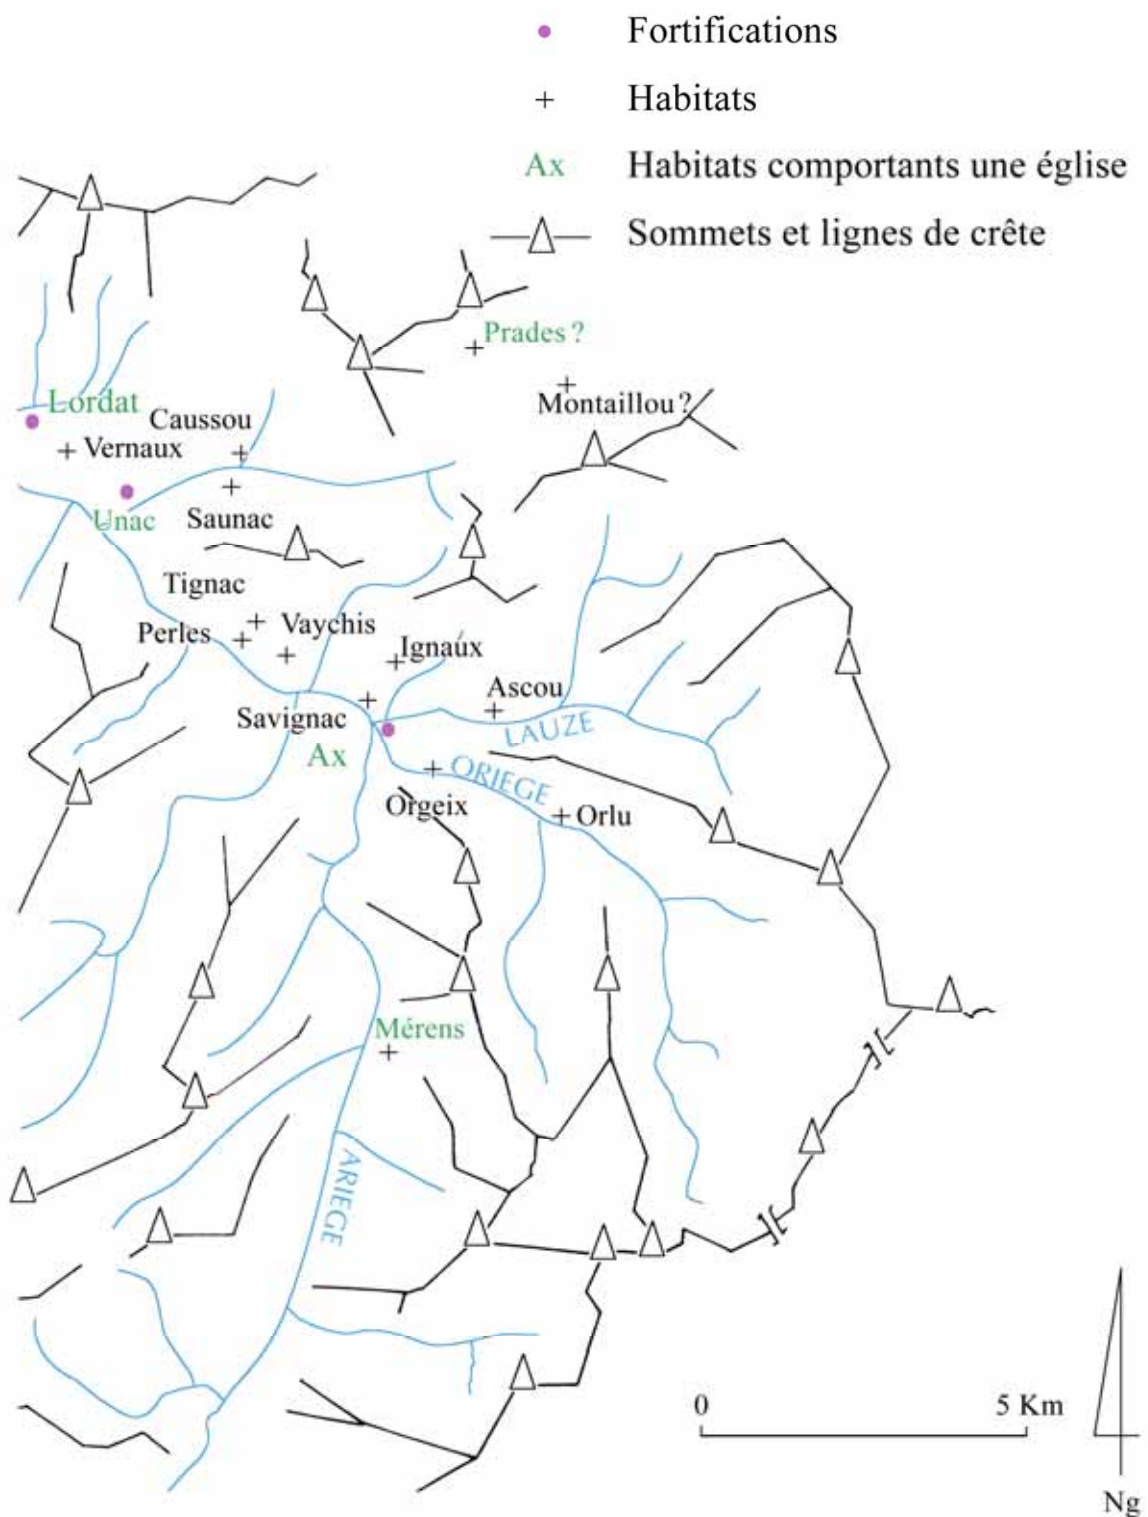 Fortifications
Habitats
Ax Habitats comportants une église
Sommets et lignes de crête
Prades ?
Lordat
Montaillou ?
Caussou
Vernaux
Unac
Saunac
Tignac
Vaychis
Perles
Ignaux
Ascou
Savignac
LAUZE
Ax
ORIEGE
Orgeix
Orlu
Mérens
ARIEGE
0 5 Km
Ng